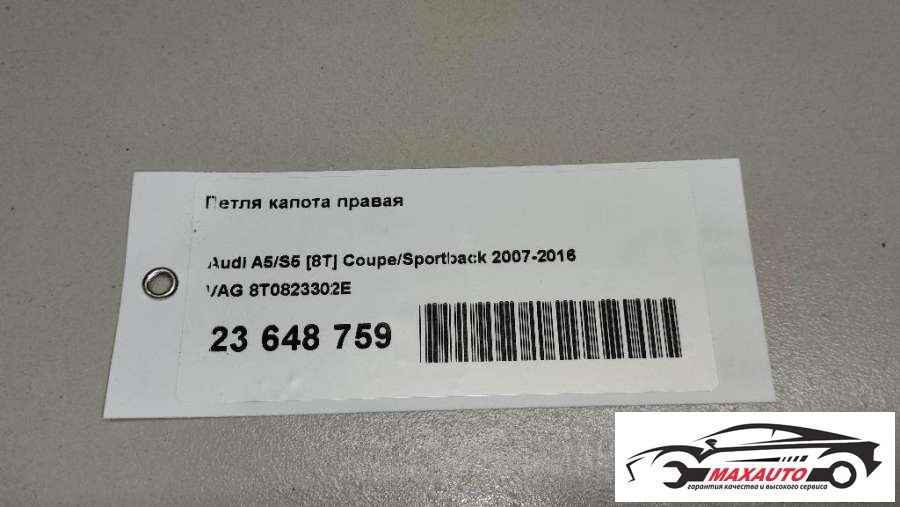 Петля капота правая
Audi A5/S5 [8T] Coupe/Sportback 2007-2016
VAG 8T0823302E
23 648 759
MAXAUTO
гарантия качества и высокого сервиса